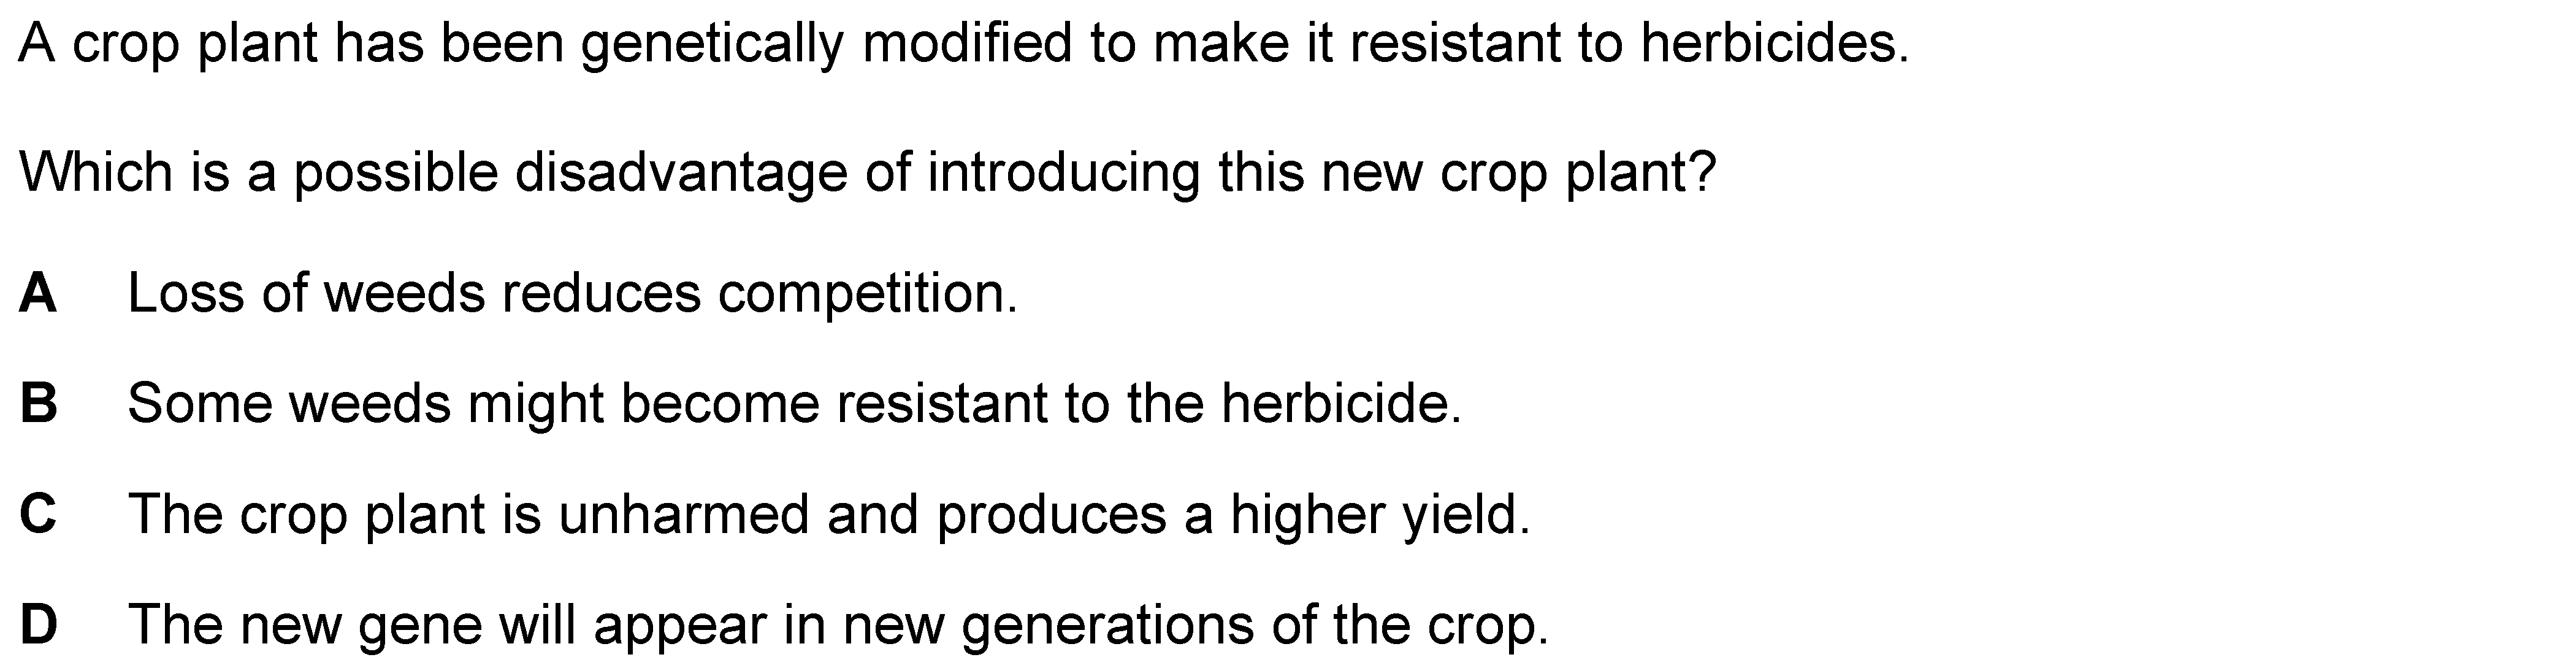 A crop plant has been genetically modified to make it resistant to herbicides.
Which is a possible disadvantage of introducing this new crop plant?
A Loss of weeds reduces competition.
B Some weeds might become resistant to the herbicide.
C The crop plant is unharmed and produces a higher yield.
D The new gene will appear in new generations of the crop.